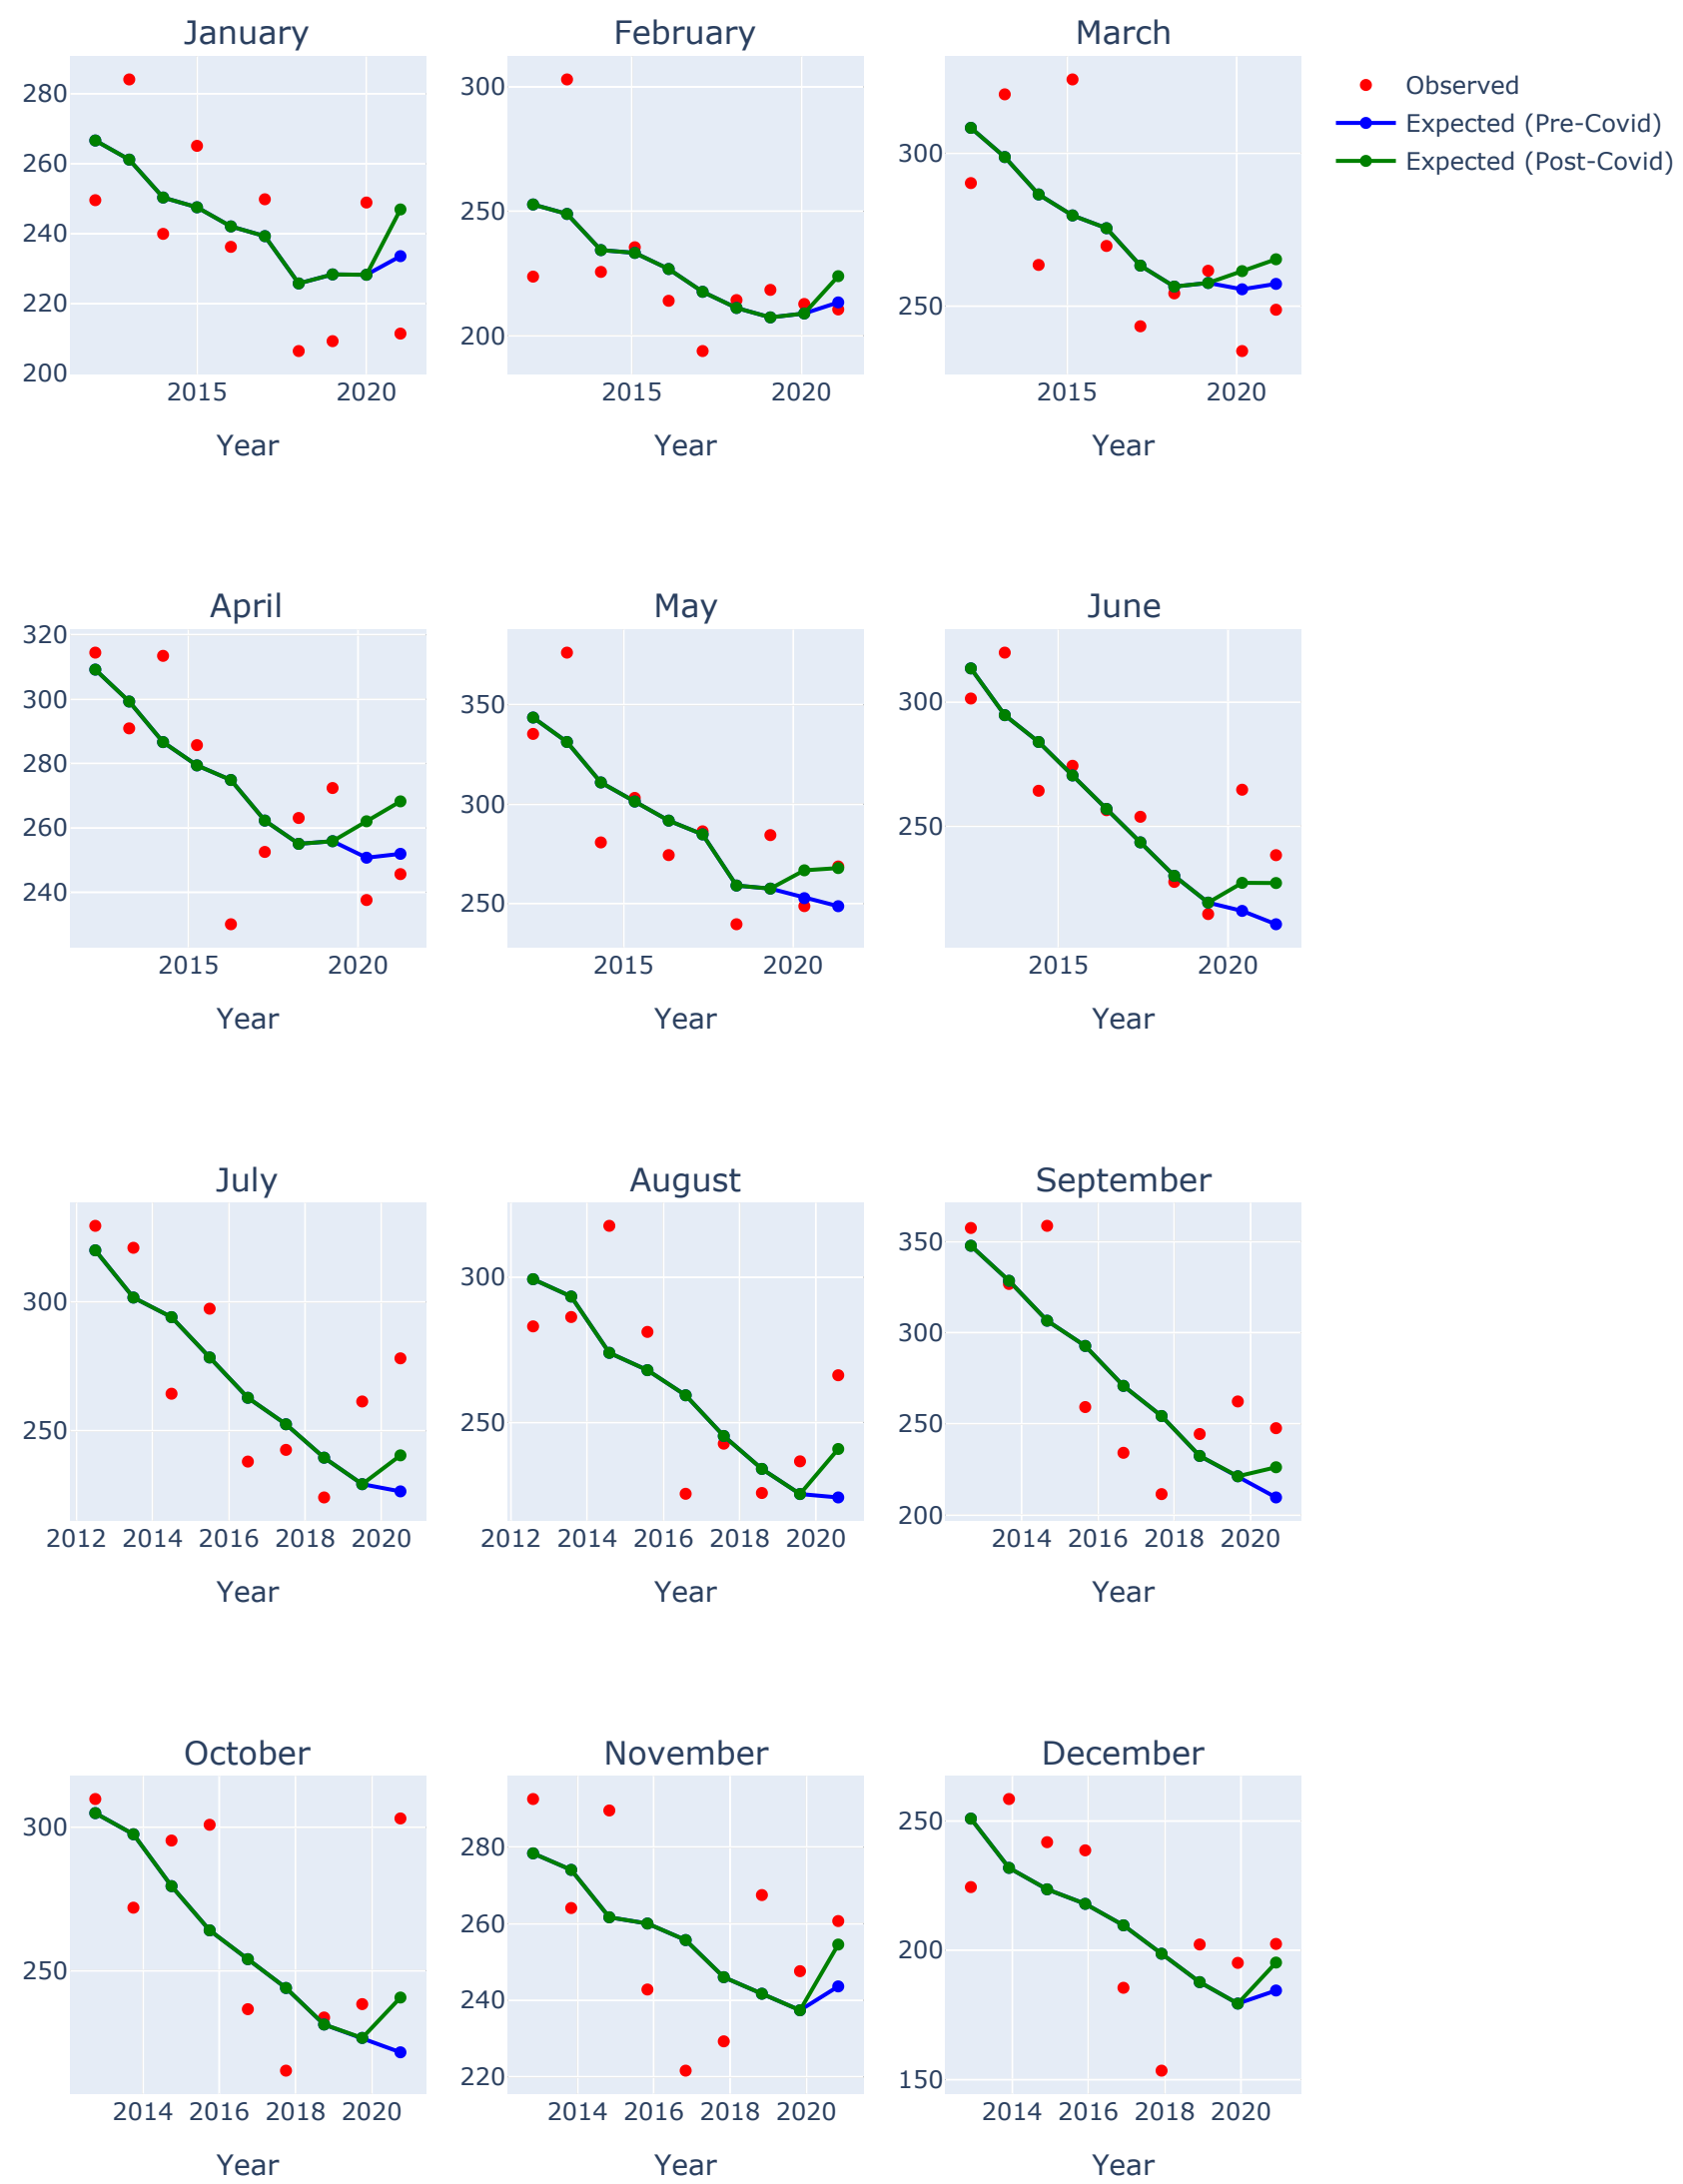 January
February
March
280
260
240
220
200
2015
2020
Year
300
250
200
2015
2020
Year
300
250
2015
2020
Year
Observed
Expected (Pre-Covid)
Expected (Post-Covid)
April
May
June
320
300
280
260
240
2015
2020
Year
350
300
250
2015
2020
Year
300
250
2015
2020
Year
July
August
September
300
250
2012 2014 2016 2018 2020
Year
300
250
2012 2014 2016 2018 2020
Year
350
300
250
200
2014 2016 2018 2020
Year
October
November
December
300
250
2014 2016 2018 2020
Year
280
260
240
220
2014 2016 2018 2020
Year
250
200
150
2014 2016 2018 2020
Year